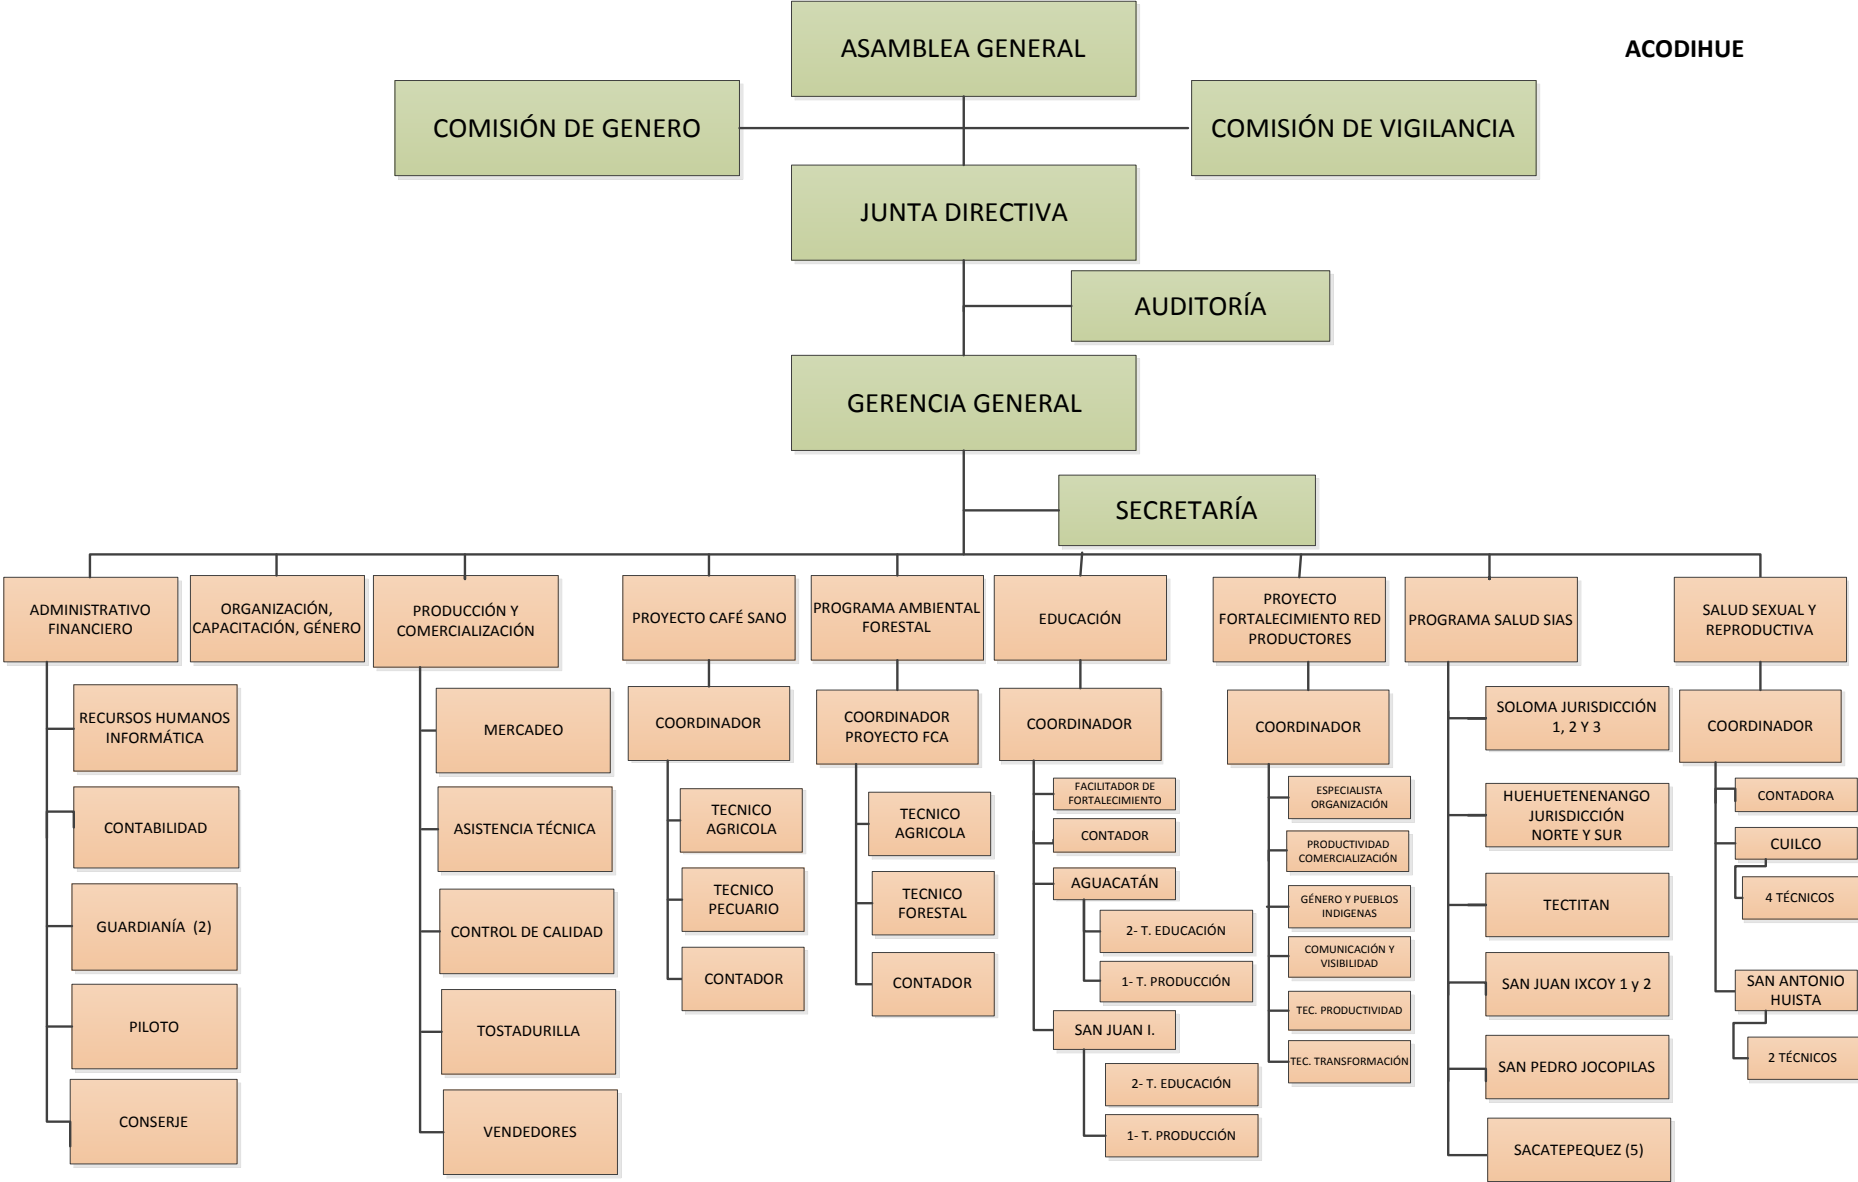 ASAMBLEA GENERAL
ACODIHUE
COMISIÓN DE GENERO
COMISIÓN DE VIGILANCIA
JUNTA DIRECTIVA
AUDITORÍA
GERENCIA GENERAL
SECRETARÍA
ADMINISTRATIVO
FINANCIERO
RECURSOS HUMANOS
INFORMÁTICA
CONTABILIDAD
GUARDIANÍA (2)
PILOTO
CONSERJE
ORGANIZACIÓN,
CAPACITACIÓN, GÉNERO
PRODUCCIÓN Y
COMERCIALIZACIÓN
MERCADEO
ASISTENCIA TÉCNICA
CONTROL DE CALIDAD
TOSTADURILLA
VENDEDORES
PROYECTO CAFÉ SANO
COORDINADOR
TECNICO
AGRICOLA
TECNICO
PECUARIO
CONTADOR
PROGRAMA AMBIENTAL
FORESTAL
COORDINADOR
PROYECTO FCA
TECNICO
AGRICOLA
TECNICO
FORESTAL
CONTADOR
EDUCACIÓN
COORDINADOR
FACILITADOR DE
FORTALECIMIENTO
CONTADOR
AGUACATÁN
2- T. EDUCACIÓN
1- T. PRODUCCIÓN
SAN JUAN I.
2- T. EDUCACIÓN
1- T. PRODUCCIÓN
PROYECTO
FORTALECIMIENTO RED
PRODUCTORES
COORDINADOR
ESPECIALISTA
ORGANIZACIÓN
PRODUCTIVIDAD
COMERCIALIZACIÓN
GÉNERO Y PUEBLOS
INDIGENAS
COMUNICACIÓN Y
VISIBILIDAD
TEC. PRODUCTIVIDAD
TEC. TRANSFORMACIÓN
PROGRAMA SALUD SIAS
SOLOMA JURISDICCIÓN
1, 2 Y 3
HUEHUETENENANGO
JURISDICCIÓN
NORTE Y SUR
TECTITAN
SAN JUAN IXCOY 1 y 2
SAN PEDRO JOCOPILAS
SACATEPEQUEZ (5)
SALUD SEXUAL Y
REPRODUCTIVA
COORDINADOR
CONTADORA
CUILCO
4 TÉCNICOS
SAN ANTONIO
HUISTA
2 TÉCNICOS